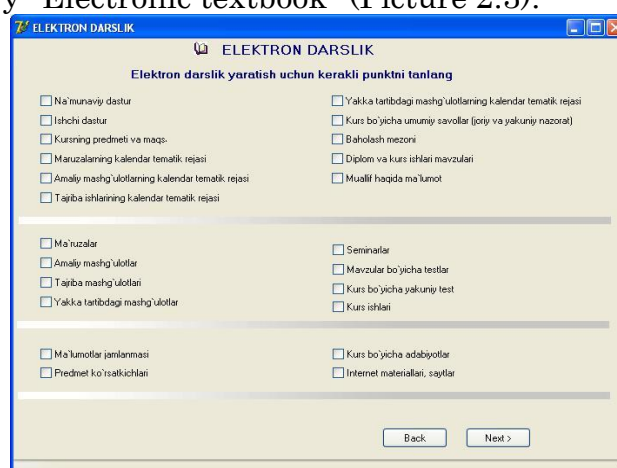 y "Electronic textbook" (Picture 2.3).
ELEKTRON DARSLIK
ELEKTRON DARSLIK
Elektron darslik yaratish uchun kerakli punktni tanlang
Na`munaviy dastur
Ishchi dastur
Kursning predmeti va maqs.
Maruzalarning kalendar tematik rejasi
Amaliy mashg`ulotlarning kalendar tematik rejasi
Tajriba ishlarining kalendar tematik rejasi
Yakka tartibdagi mashg`ulotlarning kalendar tematik rejasi
Kurs bo`yicha umumiy savollar (joriy va yakuniy nazorat)
Baholash mezoni
Diplom va kurs ishlari mavzulari
Muallif haqida ma`lumot
Ma`ruzalar
Amaliy mashg`ulotlar
Tajriba mashg`ulotlari
Yakka tartibdagi mashg`ulotlar
Seminarlar
Mavzular bo`yicha testlar
Kurs bo`yicha yakuniy test
Kurs ishlari
Ma`lumotlar jamlanmasi
Predmet ko`rsatkichlari
Kurs bo`yicha adabiyotlar
Internet materiallari, saytlar
Back
Next >